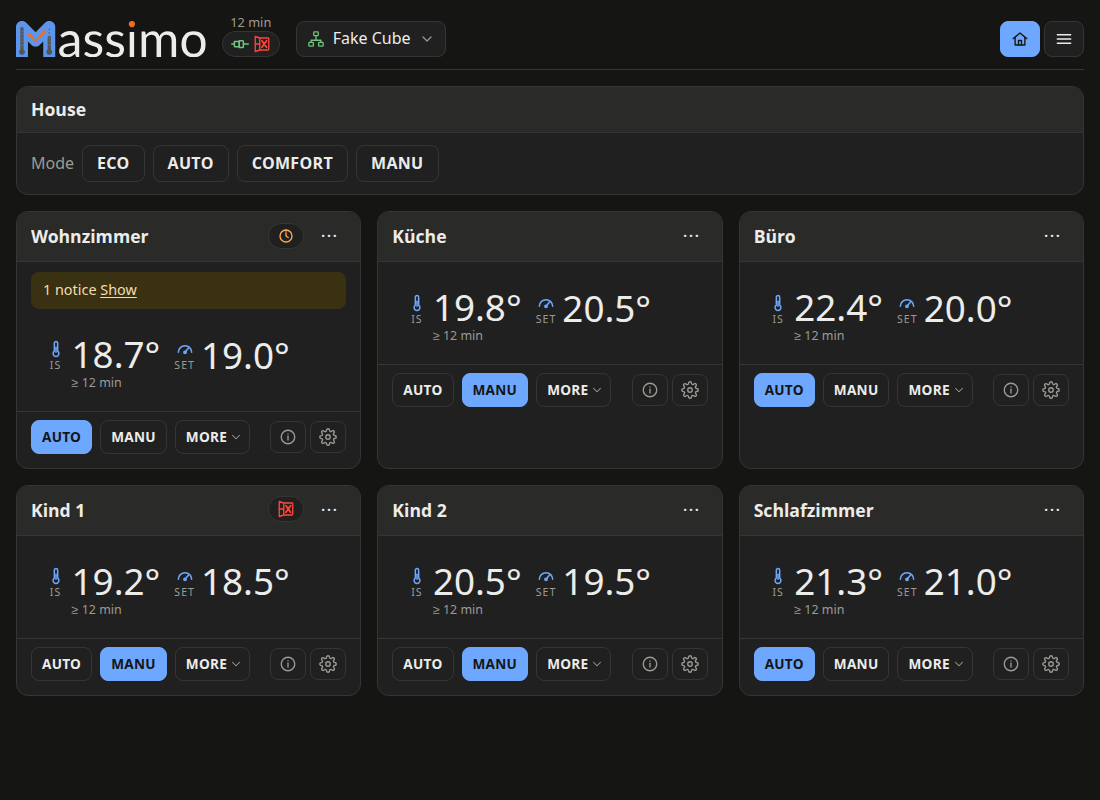 Massimo
12 min
Fake Cube
House
Mode ECO AUTO COMFORT MANU
Wohnzimmer
1 notice Show
IS 18.7° SET 19.0°
≥ 12 min
AUTO MANU MORE
Küche
IS 19.8° SET 20.5°
≥ 12 min
AUTO MANU MORE
Büro
IS 22.4° SET 20.0°
≥ 12 min
AUTO MANU MORE
Kind 1
IS 19.2° SET 18.5°
≥ 12 min
AUTO MANU MORE
Kind 2
IS 20.5° SET 19.5°
≥ 12 min
AUTO MANU MORE
Schlafzimmer
IS 21.3° SET 21.0°
≥ 12 min
AUTO MANU MORE